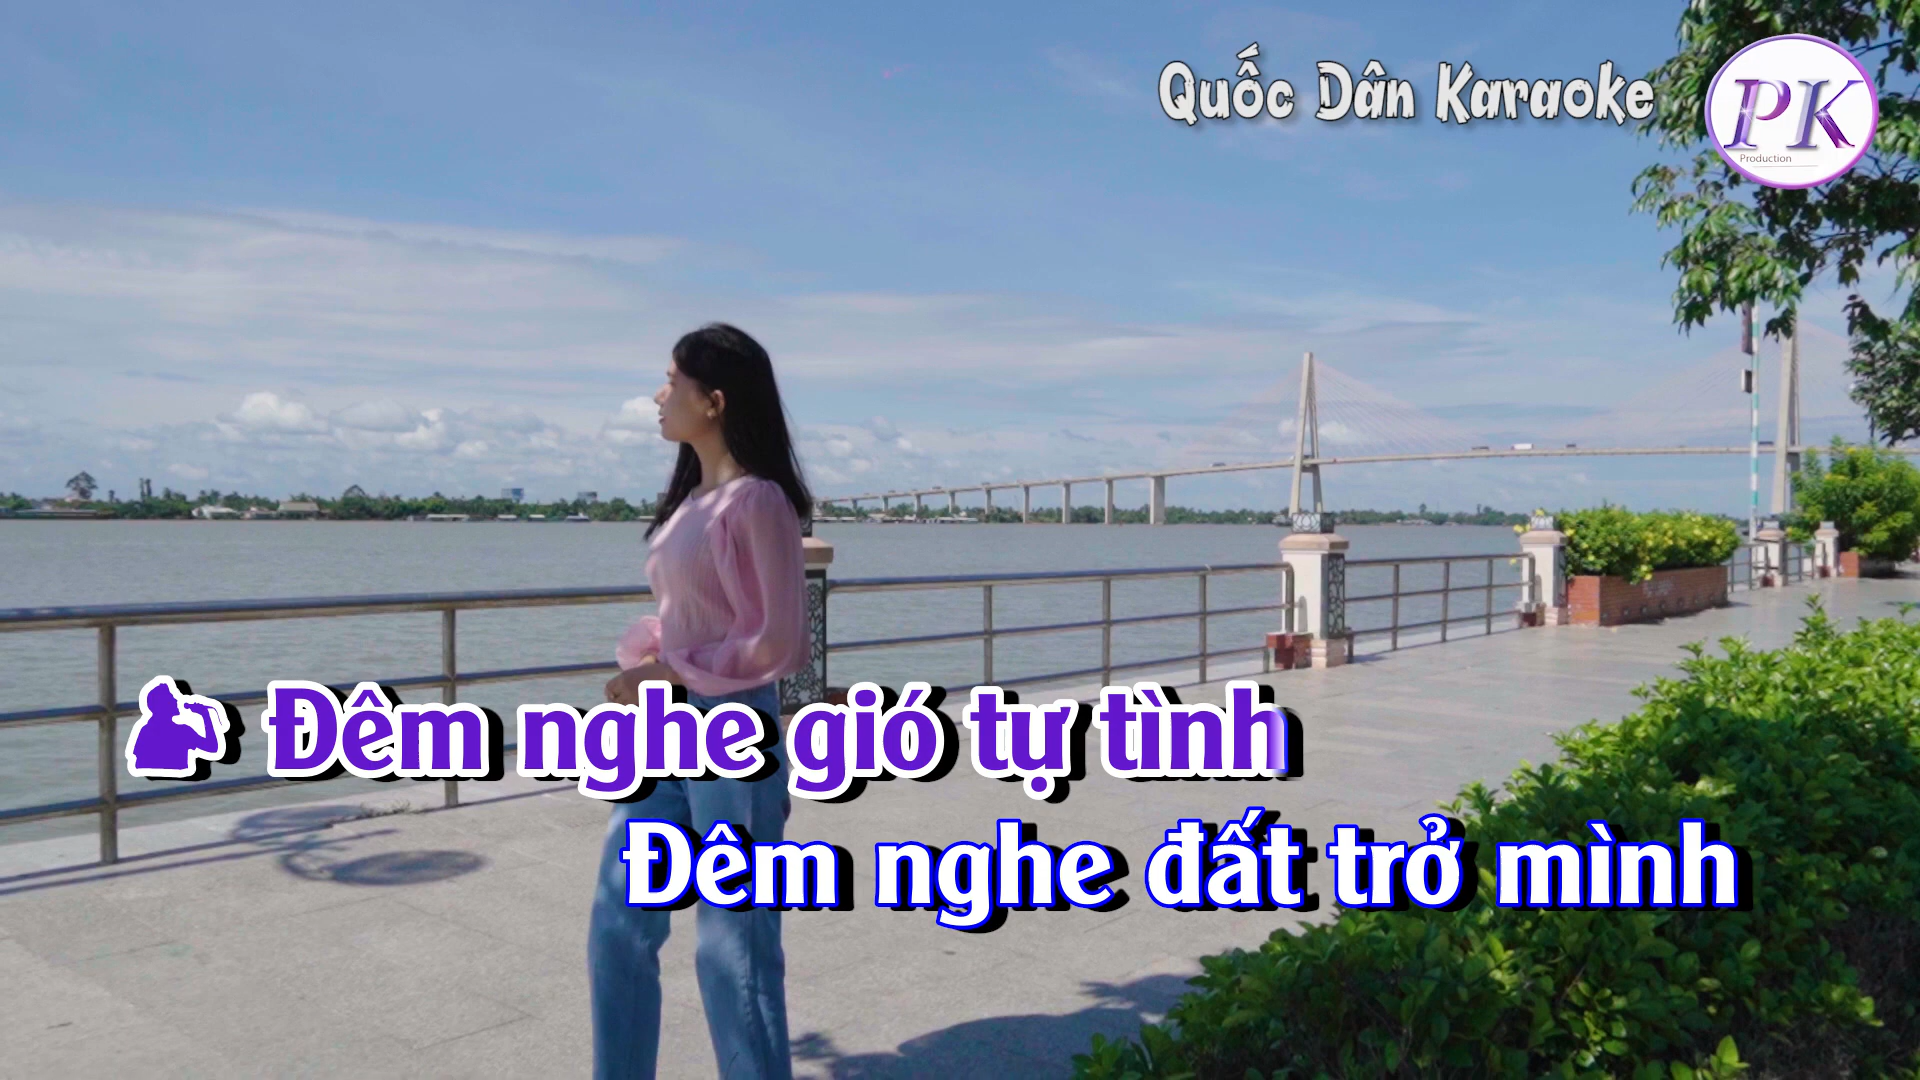 Quốc Dân Karaoke
PK
Production
Đêm nghe gió tự tình
Đêm nghe đất trở mình